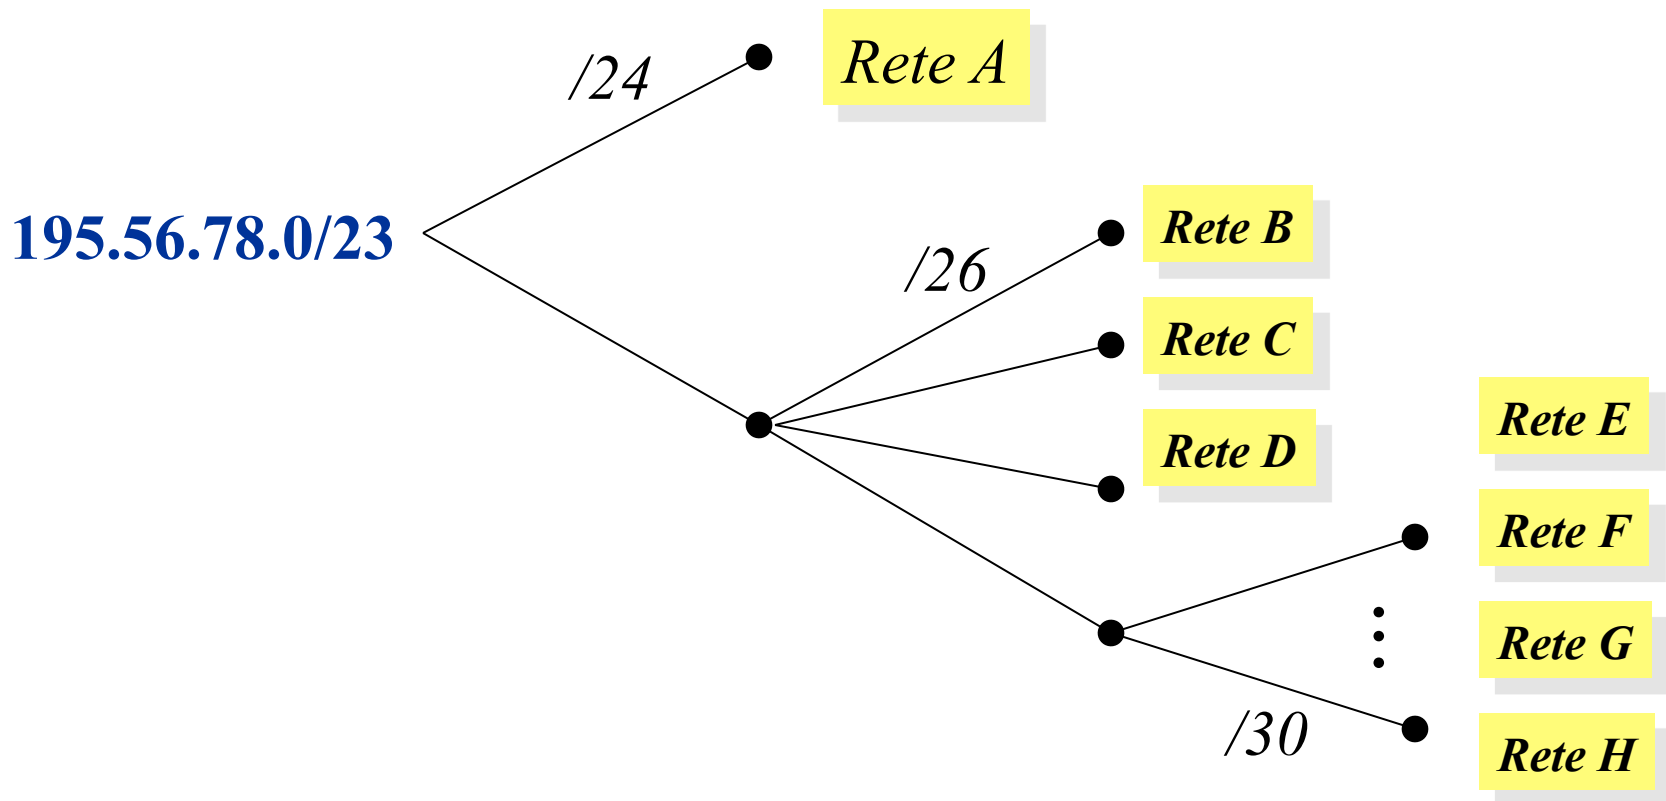 /24
Rete A
195.56.78.0/23
/26
Rete B
Rete C
Rete D
Rete E
Rete F
Rete G
/30
Rete H